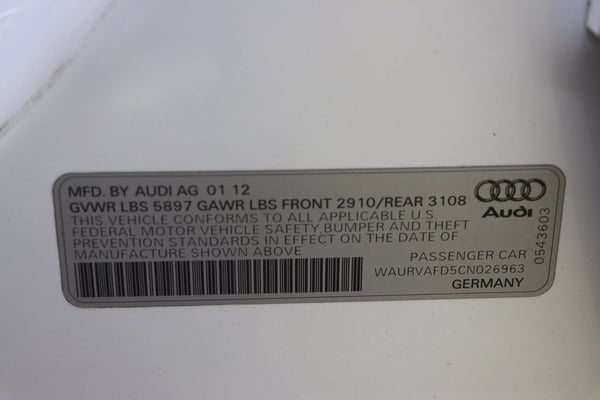 MFD. BY AUDI AG 01 12
GVWR LBS 5897 GAWR LBS FRONT 2910/REAR 3108
THIS VEHICLE CONFORMS TO ALL APPLICABLE U.S.
FEDERAL MOTOR VEHICLE SAFETY, BUMPER AND THEFT
PREVENTION STANDARDS IN EFFECT ON THE DATE OF
MANUFACTURE SHOWN ABOVE
Audi
0543603
PASSENGER CAR
WAURVAFD5CN026963
GERMANY